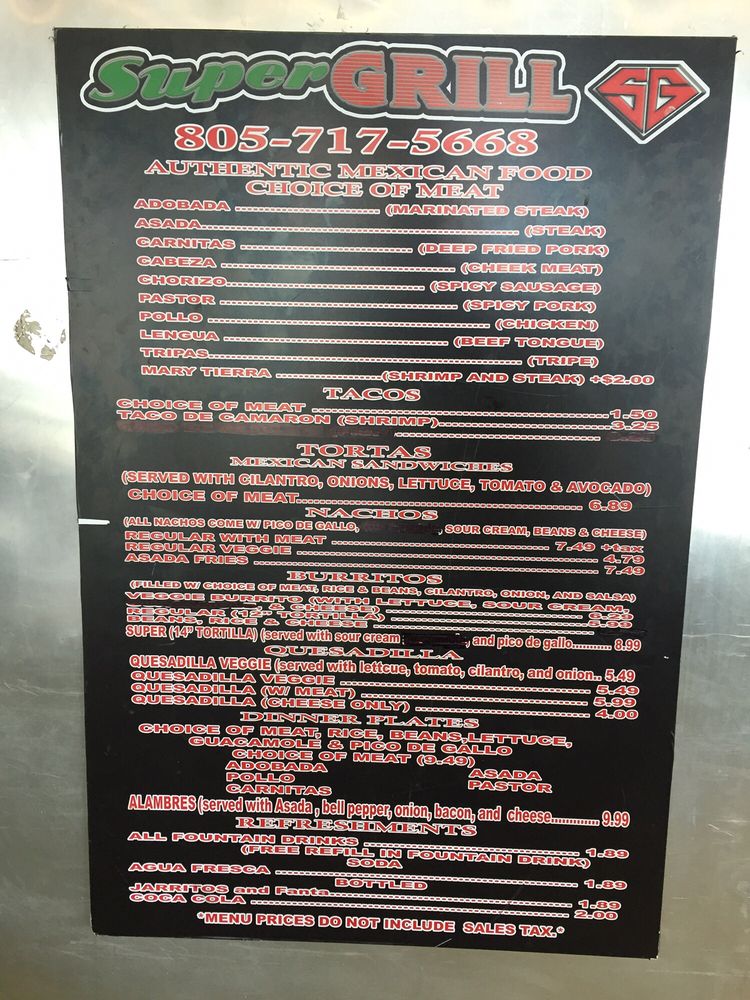 Super GRILL SG
805-717-5668
AUTHENTIC MEXICAN FOOD
CHOICE OF MEAT
ADOBADA (MARINATED STEAK)
ASADA (STEAK)
CARNITAS (DEEP FRIED PORK)
CABEZA (CHEEK MEAT)
CHORIZO (SPICY SAUSAGE)
PASTOR (SPICY PORK)
POLLO (CHICKEN)
LENGUA (BEEF TONGUE)
TRIPAS (TRIPE)
MARY TIERRA (SHRIMP AND STEAK) +$2.00
TACOS
CHOICE OF MEAT 1.50
TACO DE CAMARON (SHRIMP) 3.25
TORTAS
MEXICAN SANDWICHES
(SERVED WITH CILANTRO, ONIONS, LETTUCE, TOMATO & AVOCADO)
CHOICE OF MEAT 6.89
NACHOS
(ALL NACHOS COME W/ PICO DE GALLO, , SOUR CREAM, BEANS & CHEESE)
REGULAR WITH MEAT 7.49 +tax
REGULAR VEGGIE 4.79
ASADA FRIES 7.49
BURRITOS
(FILLED W/ CHOICE OF MEAT, RICE & BEANS, CILANTRO, ONION, AND SALSA)
VEGGIE BURRITO (WITH LETTUCE, SOUR CREAM,
& CHEESE)
REGULAR (12" TORTILLA)
BEANS, RICE & CHEESE
SUPER (14" TORTILLA) (served with sour cream , and pico de gallo 8.99
QUESADILLA
QUESADILLA VEGGIE (served with lettcue, tomato, cilantro, and onion.. 5.49
QUESADILLA VEGGIE 5.49
QUESADILLA (W/ MEAT) 5.99
QUESADILLA (CHEESE ONLY) 4.00
DINNER PLATES
CHOICE OF MEAT, RICE, BEANS,LETTUCE,
GUACAMOLE & PICO DE GALLO
CHOICE OF MEAT (9.49)
ADOBADA ASADA
POLLO PASTOR
CARNITAS
ALAMBRES (served with Asada , bell pepper, onion, bacon, and cheese 9.99
REFRESHMENTS
ALL FOUNTAIN DRINKS 1.89
(FREE REFILL IN FOUNTAIN DRINK)
SODA
AGUA FRESCA 1.89
BOTTLED
JARRITOS and Fanta 1.89
COCA COLA 2.00
*MENU PRICES DO NOT INCLUDE SALES TAX.*